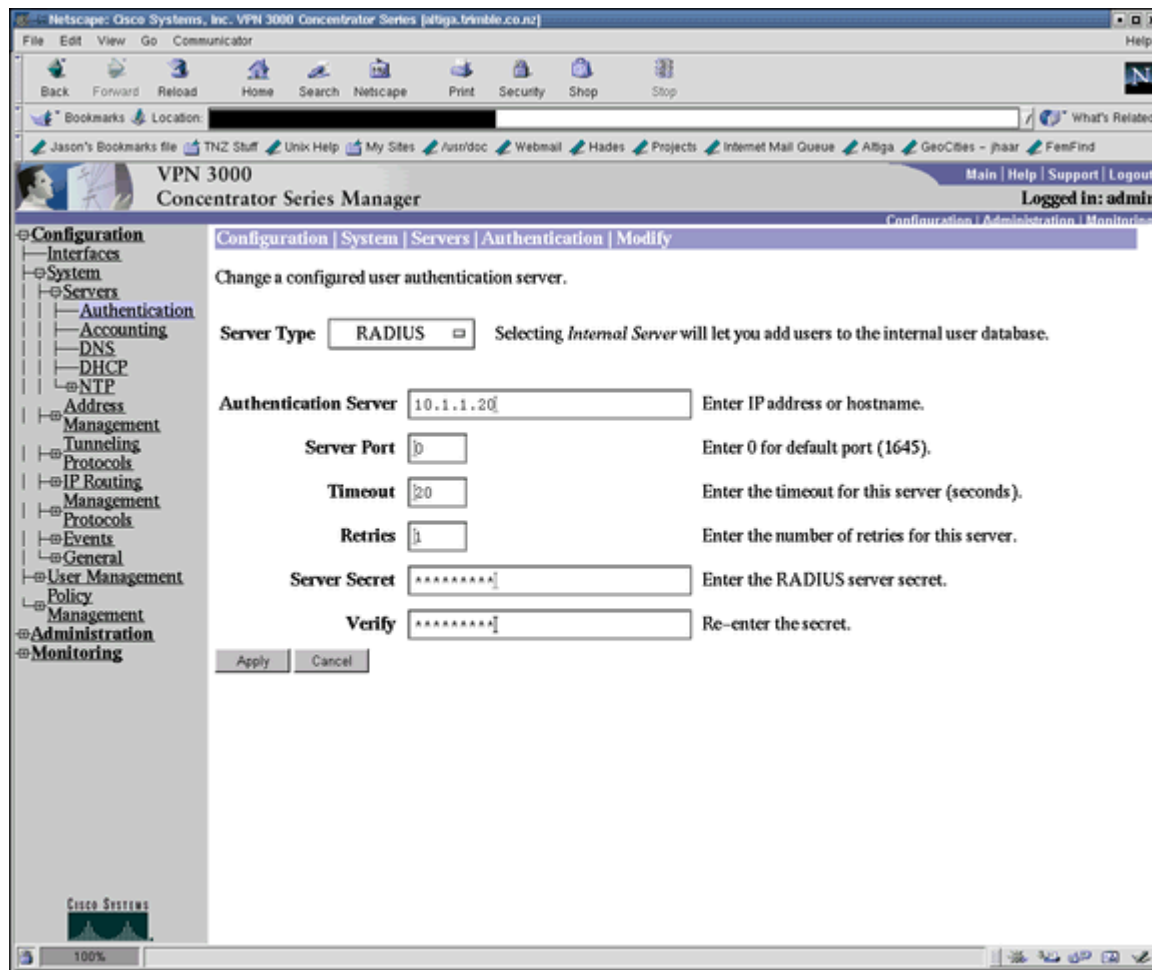 Netscape: Cisco Systems, Inc. VPN 3000 Concentrator Series [altiga.trimble.co.nz]
File Edit View Go Communicator Help
Back Forward Reload Home Search Netscape Print Security Shop Stop
Bookmarks Location: What's Related
Jason's Bookmarks file TNZ Stuff Unix Help My Sites /usr/doc Webmail Hades Projects Internet Mail Queue Altiga GeoCities - jhaar FemFind
VPN 3000
Concentrator Series Manager
Main | Help | Support | Logout
Logged in: admin
Configuration | Administration | Monitoring
Configuration
Interfaces
System
Servers
Authentication
Accounting
DNS
DHCP
NTP
Address
Management
Tunneling
Protocols
IP Routing
Management
Protocols
Events
General
User Management
Policy
Management
Administration
Monitoring
Configuration | System | Servers | Authentication | Modify
Change a configured user authentication server.
Server Type RADIUS Selecting Internal Server will let you add users to the internal user database.
Authentication Server 10.1.1.20 Enter IP address or hostname.
Server Port 0 Enter 0 for default port (1645).
Timeout 20 Enter the timeout for this server (seconds).
Retries 1 Enter the number of retries for this server.
Server Secret ********* Enter the RADIUS server secret.
Verify ********* Re-enter the secret.
Apply Cancel
CISCO SYSTEMS
100%